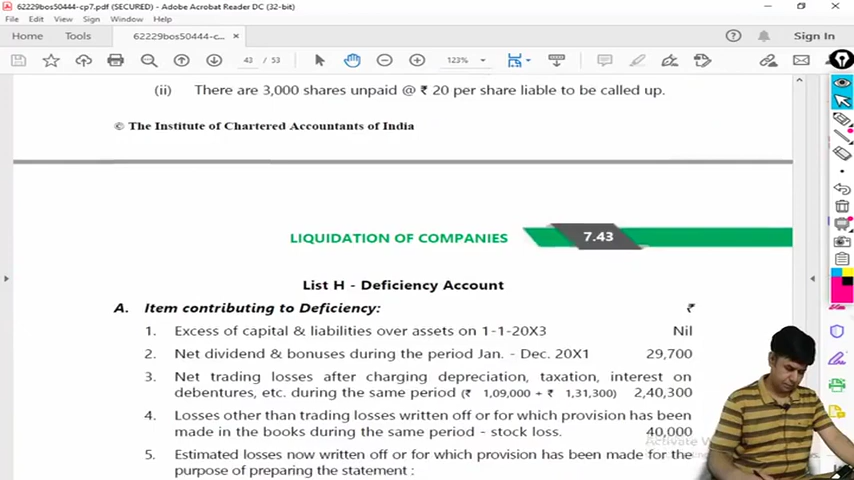 62229bos50444-cp7.pdf (SECURED) - Adobe Acrobat Reader DC (32-bit)
File Edit View Sign Window Help
Home Tools 62229bos50444-c... × Sign In
43 / 53 123%
(ii) There are 3,000 shares unpaid @ ₹ 20 per share liable to be called up.
© The Institute of Chartered Accountants of India
LIQUIDATION OF COMPANIES 7.43
List H - Deficiency Account
A. Item contributing to Deficiency: ₹
1. Excess of capital & liabilities over assets on 1-1-20X3 Nil
2. Net dividend & bonuses during the period Jan. - Dec. 20X1 29,700
3. Net trading losses after charging depreciation, taxation, interest on
debentures, etc. during the same period (₹ 1,09,000 + ₹ 1,31,300) 2,40,300
4. Losses other than trading losses written off or for which provision has been
made in the books during the same period - stock loss. 40,000
Activate W
5. Estimated losses now written off or for which provision has been made for the
purpose of preparing the statement :